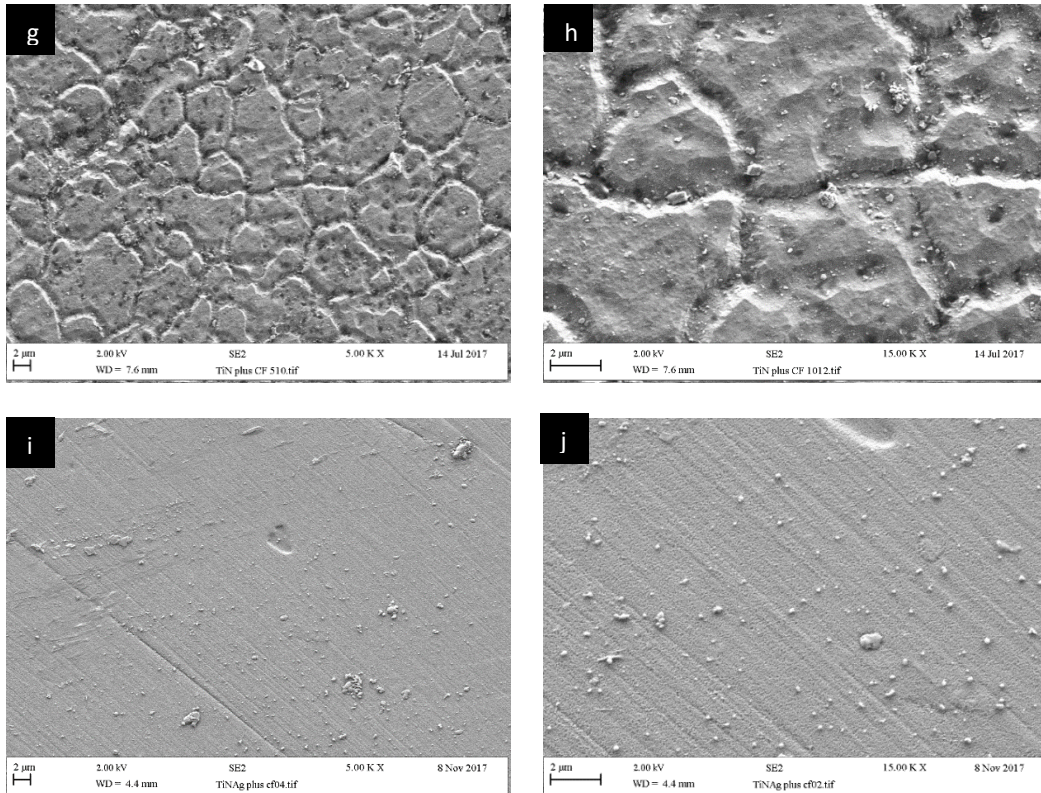 g
h
2 µm 2.00 kV SE2 5.00 K X 14 Jul 2017
WD = 7.6 mm TiN plus CF 510.tif
2 µm 2.00 kV SE2 15.00 K X 14 Jul 2017
WD = 7.6 mm TiN plus CF 1012.tif
i
j
2 µm 2.00 kV SE2 5.00 K X 8 Nov 2017
WD = 4.4 mm TiNAg plus cf04.tif
2 µm 2.00 kV SE2 15.00 K X 8 Nov 2017
WD = 4.4 mm TiNAg plus cf02.tif